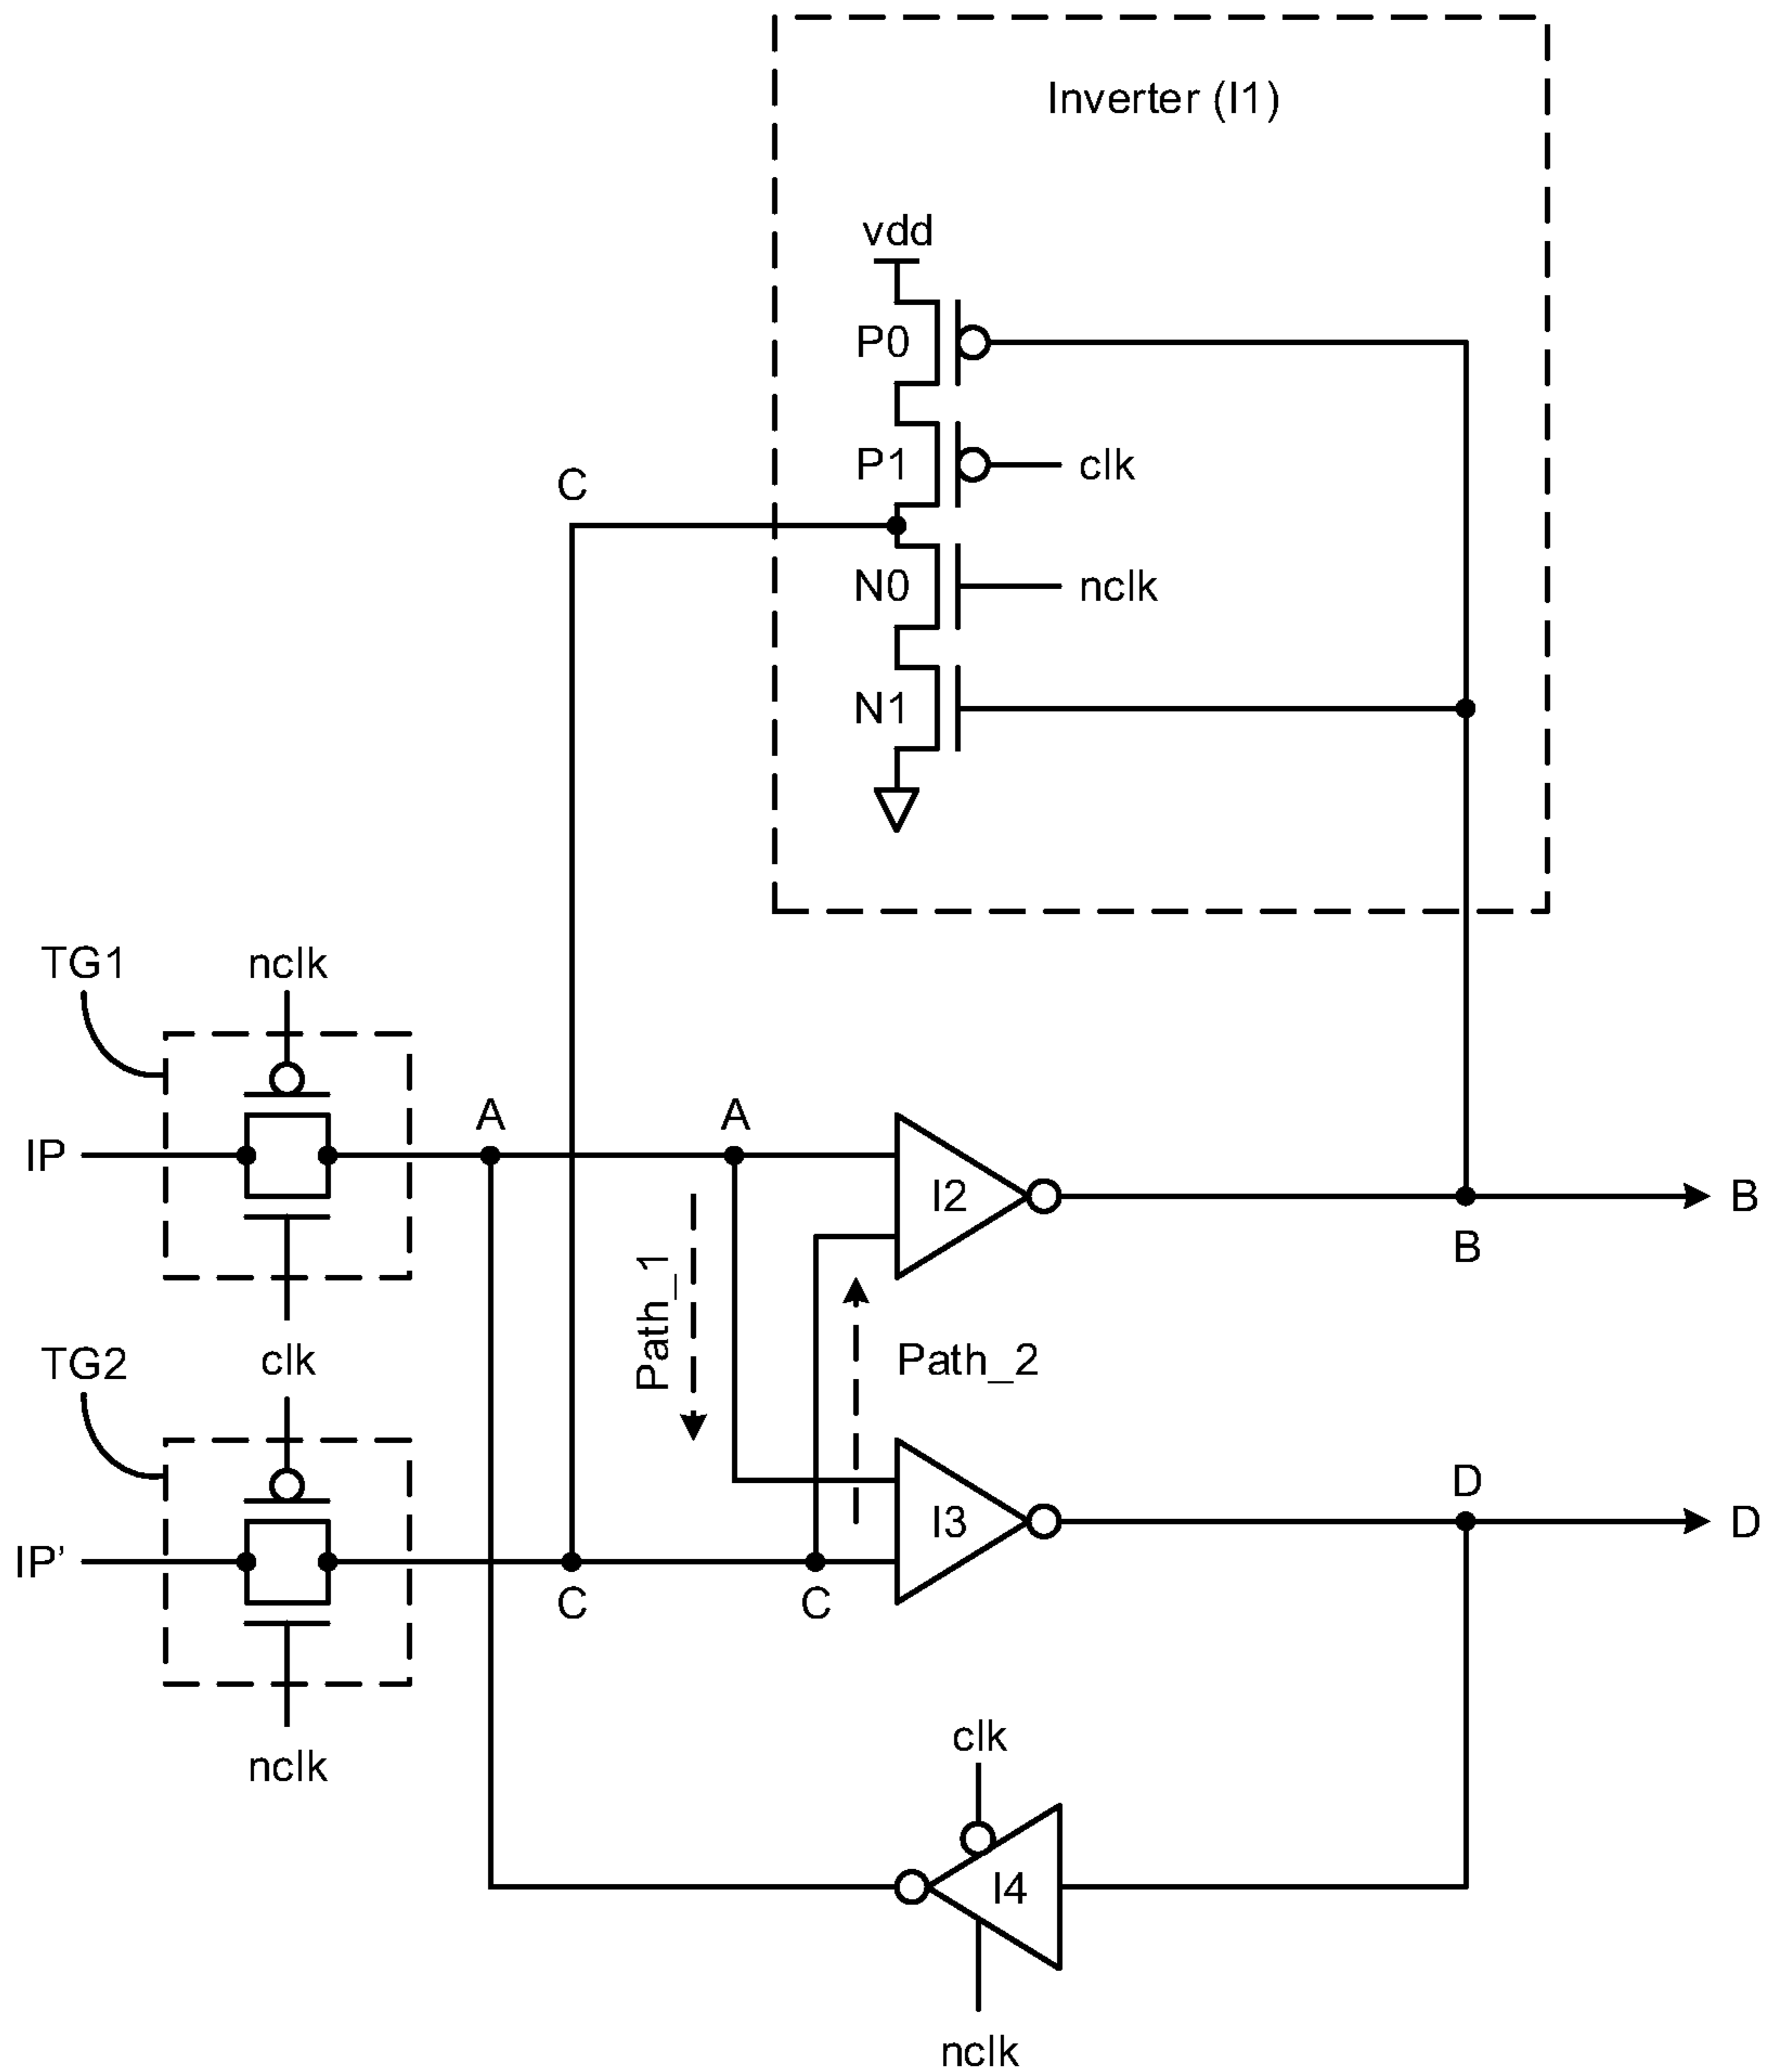 Inverter (I1)
vdd
P0
P1
clk
C
N0
nclk
N1
TG1
nclk
A
A
IP
I2
B
B
Path_1
clk
TG2
Path_2
D
I3
D
IP’
C
C
clk
nclk
I4
nclk